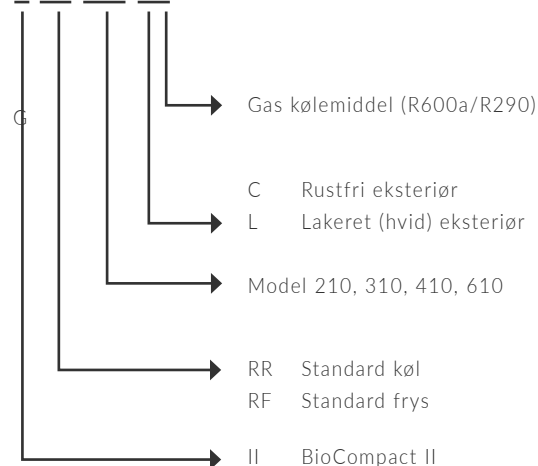 Gas kølemiddel (R600a/R290)
G
C Rustfri eksteriør
L Lakeret (hvid) eksteriør
Model 210, 310, 410, 610
RR Standard køl
RF Standard frys
II BioCompact II